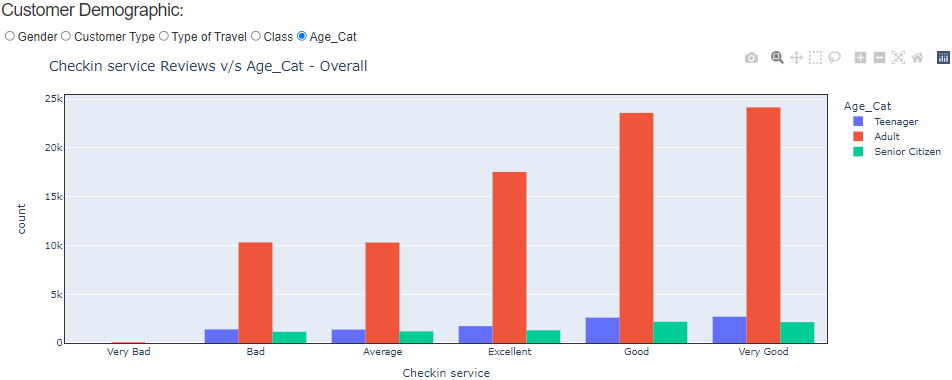 Customer Demographic:
Gender Customer Type Type of Travel Class Age_Cat
Checkin service Reviews v/s Age_Cat - Overall
25k
20k
15k
10k
5k
0
count
Very Bad Bad Average Excellent Good Very Good
Checkin service
Age_Cat
Teenager
Adult
Senior Citizen